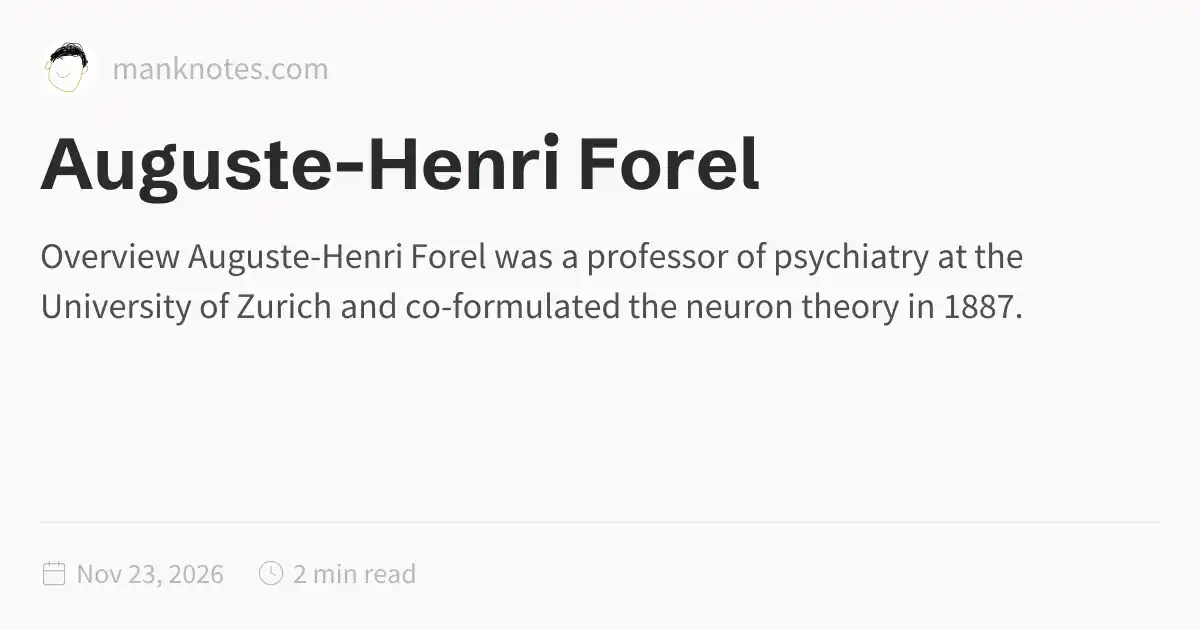 manknotes.com
Auguste-Henri Forel
Overview Auguste-Henri Forel was a professor of psychiatry at the
University of Zurich and co-formulated the neuron theory in 1887.
Nov 23, 2026 2 min read